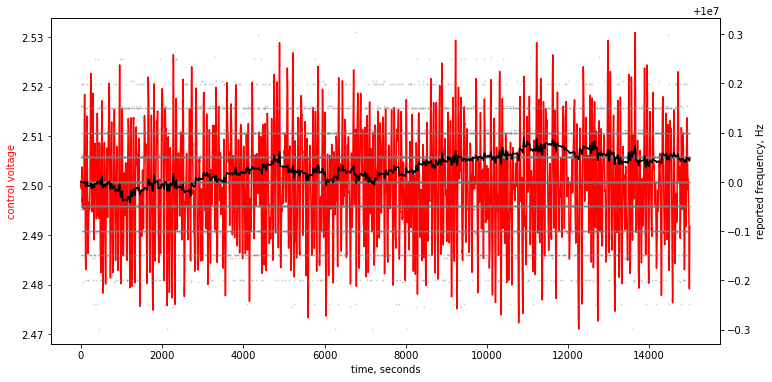 +1e7
2.53
2.52
2.51
2.50
2.49
2.48
2.47
control voltage
0.3
0.2
0.1
0.0
−0.1
−0.2
−0.3
reported frequency, Hz
0 2000 4000 6000 8000 10000 12000 14000
time, seconds